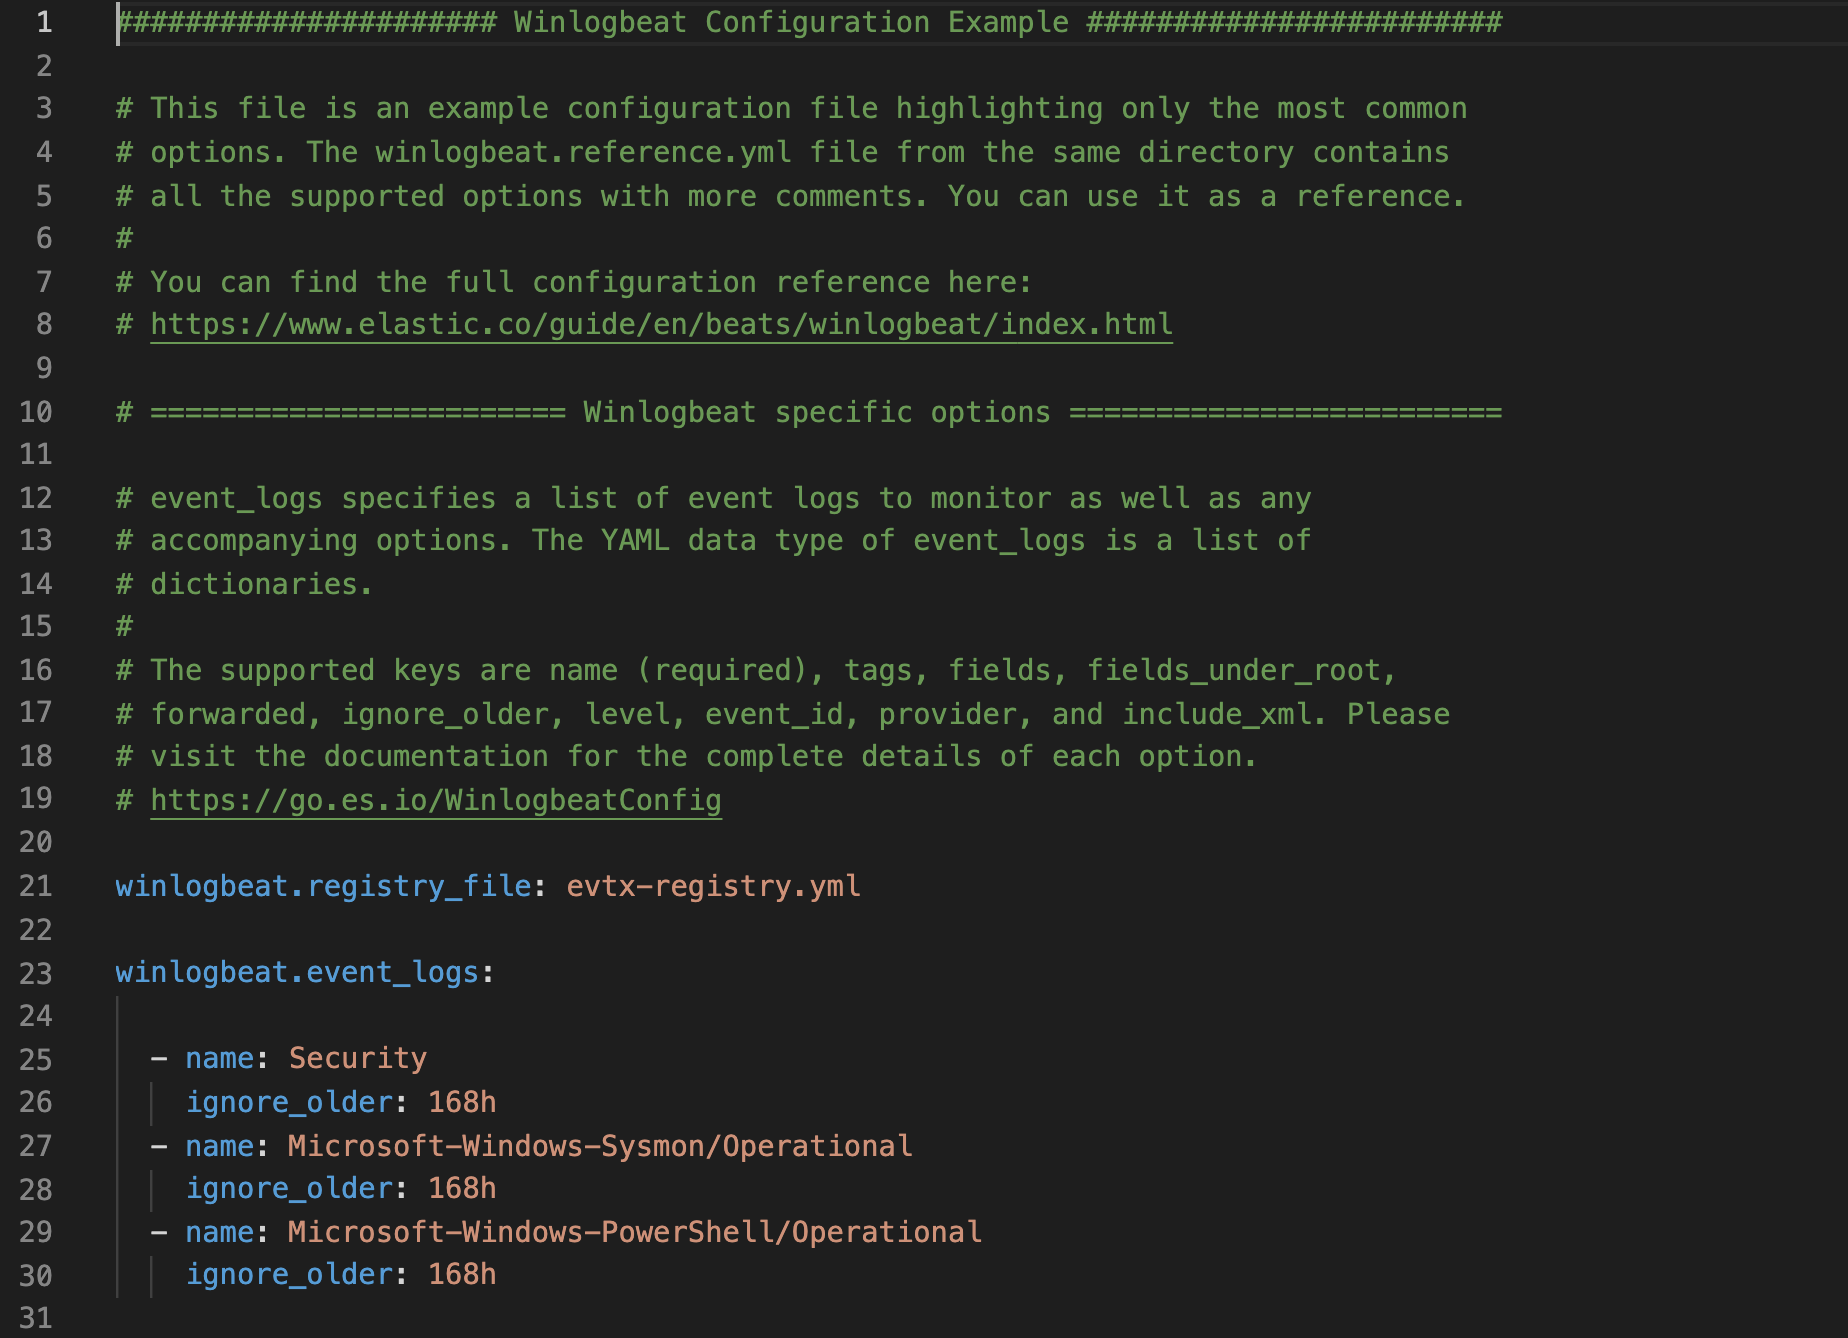 1 ###################### Winlogbeat Configuration Example ########################
2
3 # This file is an example configuration file highlighting only the most common
4 # options. The winlogbeat.reference.yml file from the same directory contains
5 # all the supported options with more comments. You can use it as a reference.
6 #
7 # You can find the full configuration reference here:
8 # https://www.elastic.co/guide/en/beats/winlogbeat/index.html
9
10 # ======================== Winlogbeat specific options =========================
11
12 # event_logs specifies a list of event logs to monitor as well as any
13 # accompanying options. The YAML data type of event_logs is a list of
14 # dictionaries.
15 #
16 # The supported keys are name (required), tags, fields, fields_under_root,
17 # forwarded, ignore_older, level, event_id, provider, and include_xml. Please
18 # visit the documentation for the complete details of each option.
19 # https://go.es.io/WinlogbeatConfig
20
21 winlogbeat.registry_file: evtx-registry.yml
22
23 winlogbeat.event_logs:
24
25   - name: Security
26     ignore_older: 168h
27   - name: Microsoft-Windows-Sysmon/Operational
28     ignore_older: 168h
29   - name: Microsoft-Windows-PowerShell/Operational
30     ignore_older: 168h
31